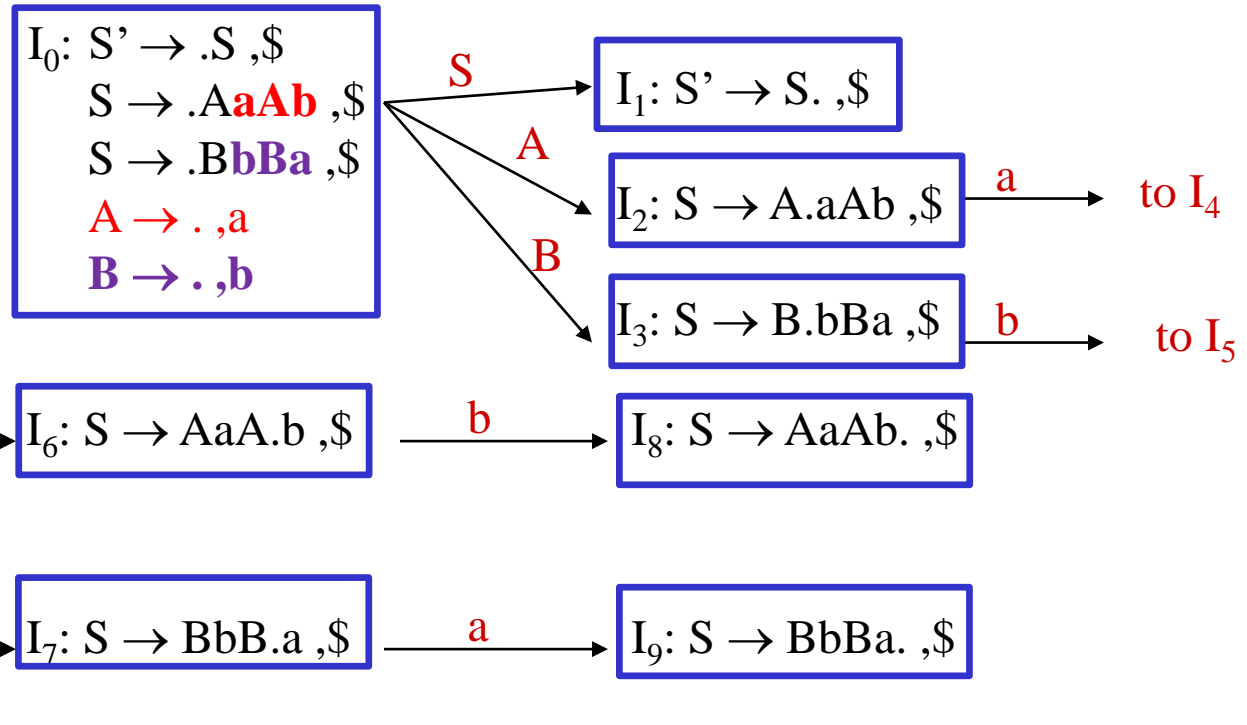 I₀: S’ → .S ,$
S → .AaAb ,$
S → .BbBa ,$
A → . ,a
B → . ,b
S
A
B
I₁: S’ → S. ,$
I₂: S → A.aAb ,$
a
to I₄
I₃: S → B.bBa ,$
b
to I₅
I₆: S → AaA.b ,$
b
I₈: S → AaAb. ,$
I₇: S → BbB.a ,$
a
I₉: S → BbBa. ,$